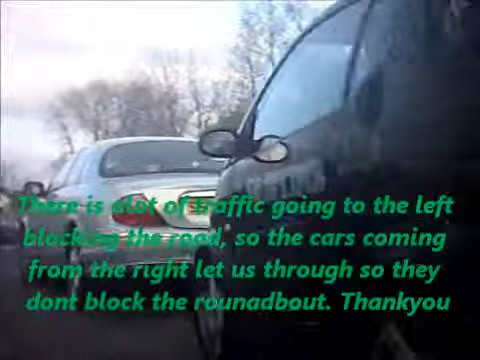 There is alot of traffic going to the left
blocking the road, so the cars coming
from the right let us through so they
dont block the rounadbout. Thankyou